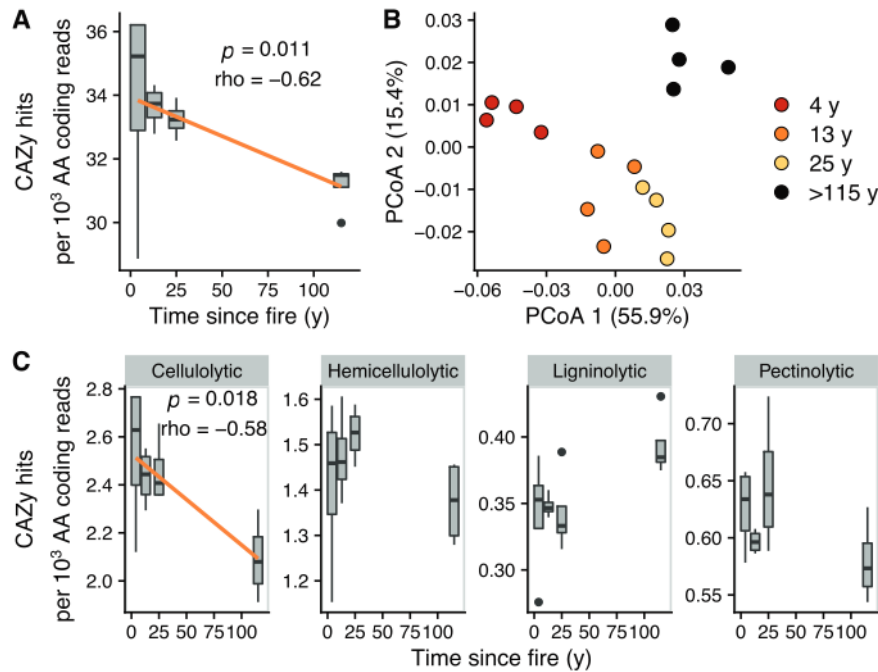 A
CAZy hits
per 10³ AA coding reads
36
34
32
30
p = 0.011
rho = −0.62
0 25 50 75 100
Time since fire (y)
B
PCoA 2 (15.4%)
0.03
0.02
0.01
0.00
−0.01
−0.02
−0.06 −0.03 0.00 0.03
PCoA 1 (55.9%)
4 y
13 y
25 y
>115 y
C
CAZy hits
per 10³ AA coding reads
Cellulolytic
2.8
2.6
2.4
2.2
2.0
p = 0.018
rho = −0.58
0 25 50 75 100
Hemicellulolytic
1.6
1.5
1.4
1.3
1.2
0 25 50 75 100
Ligninolytic
0.40
0.35
0.30
0 25 50 75 100
Pectinolytic
0.70
0.65
0.60
0.55
0 25 50 75 100
Time since fire (y)